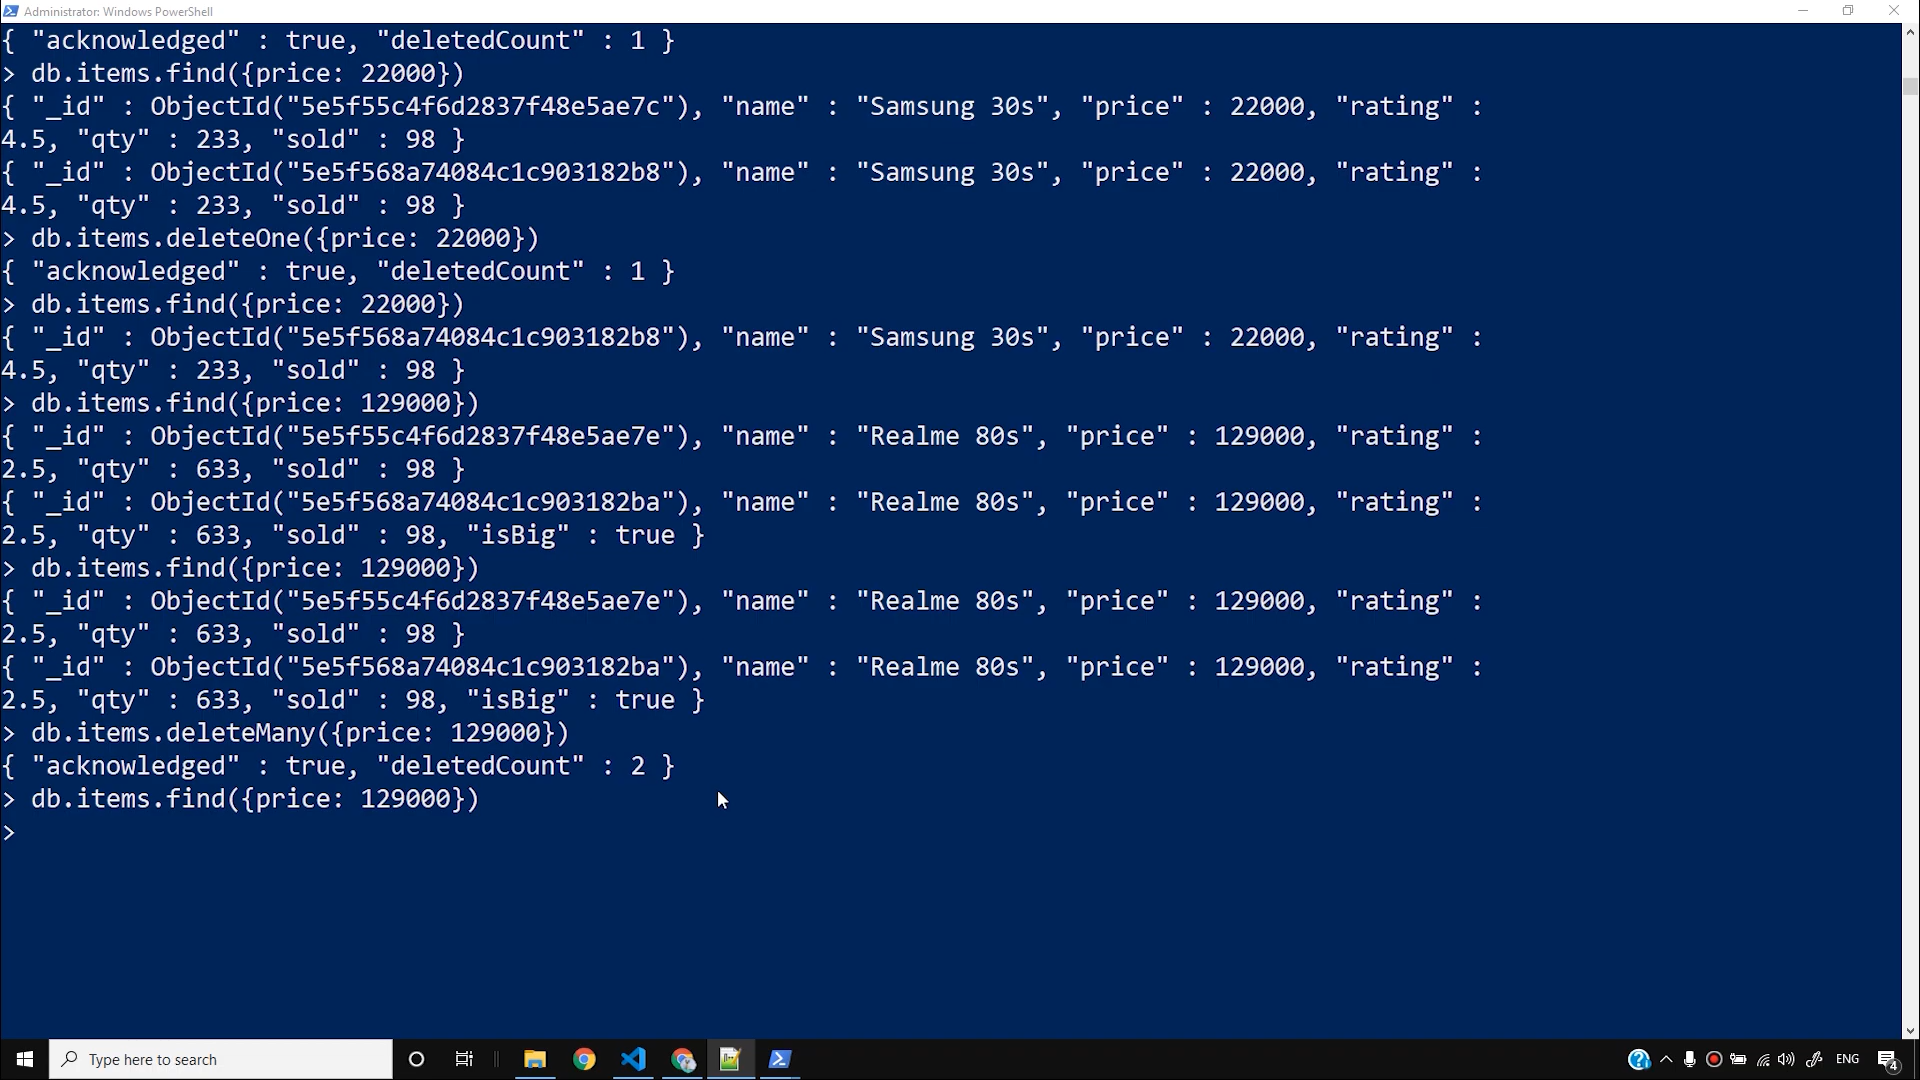 Administrator: Windows PowerShell
{ "acknowledged" : true, "deletedCount" : 1 }
> db.items.find({price: 22000})
{ "_id" : ObjectId("5e5f55c4f6d2837f48e5ae7c"), "name" : "Samsung 30s", "price" : 22000, "rating" :
4.5, "qty" : 233, "sold" : 98 }
{ "_id" : ObjectId("5e5f568a74084c1c903182b8"), "name" : "Samsung 30s", "price" : 22000, "rating" :
4.5, "qty" : 233, "sold" : 98 }
> db.items.deleteOne({price: 22000})
{ "acknowledged" : true, "deletedCount" : 1 }
> db.items.find({price: 22000})
{ "_id" : ObjectId("5e5f568a74084c1c903182b8"), "name" : "Samsung 30s", "price" : 22000, "rating" :
4.5, "qty" : 233, "sold" : 98 }
> db.items.find({price: 129000})
{ "_id" : ObjectId("5e5f55c4f6d2837f48e5ae7e"), "name" : "Realme 80s", "price" : 129000, "rating" :
2.5, "qty" : 633, "sold" : 98 }
{ "_id" : ObjectId("5e5f568a74084c1c903182ba"), "name" : "Realme 80s", "price" : 129000, "rating" :
2.5, "qty" : 633, "sold" : 98, "isBig" : true }
> db.items.find({price: 129000})
{ "_id" : ObjectId("5e5f55c4f6d2837f48e5ae7e"), "name" : "Realme 80s", "price" : 129000, "rating" :
2.5, "qty" : 633, "sold" : 98 }
{ "_id" : ObjectId("5e5f568a74084c1c903182ba"), "name" : "Realme 80s", "price" : 129000, "rating" :
2.5, "qty" : 633, "sold" : 98, "isBig" : true }
> db.items.deleteMany({price: 129000})
{ "acknowledged" : true, "deletedCount" : 2 }
> db.items.find({price: 129000})
>
Type here to search
ENG
4